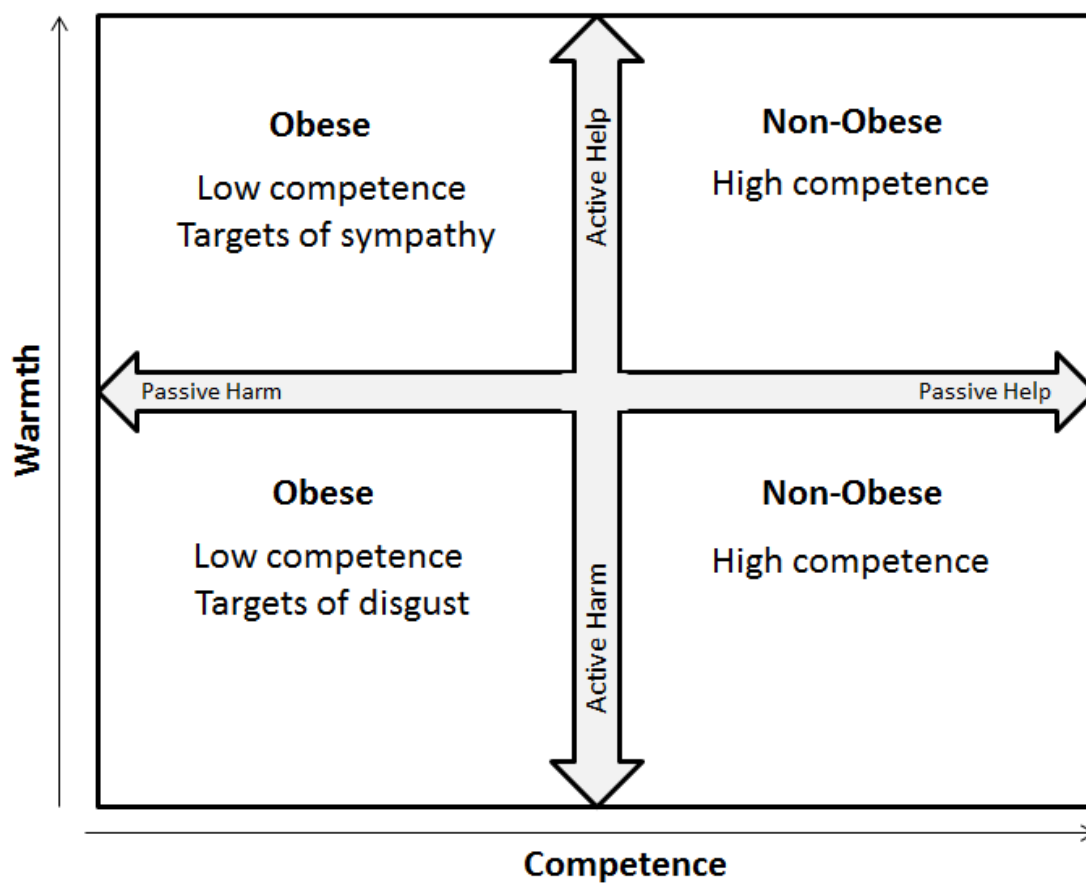 Obese
Low competence
Targets of sympathy
Active Help
Non-Obese
High competence
Warmth
Passive Harm
Passive Help
Obese
Low competence
Targets of disgust
Active Harm
Non-Obese
High competence
Competence